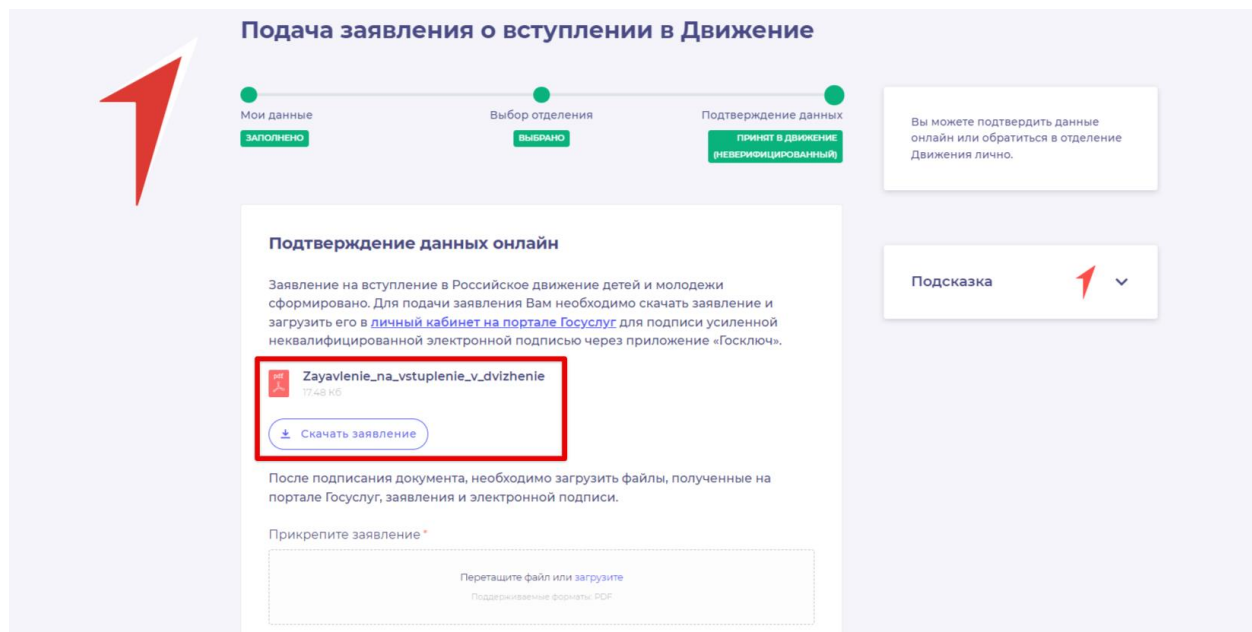 Подача заявления о вступлении в Движение
Мои данные
ЗАПОЛНЕНО
Выбор отделения
ВЫБРАНО
Подтверждение данных
ПРИНЯТ В ДВИЖЕНИЕ
(НЕВЕРИФИЦИРОВАННЫЙ)
Вы можете подтвердить данные
онлайн или обратиться в отделение
Движения лично.
Подсказка
Подтверждение данных онлайн
Заявление на вступление в Российское движение детей и молодежи
сформировано. Для подачи заявления Вам необходимо скачать заявление и
загрузить его в личный кабинет на портале Госуслуг для подписи усиленной
неквалифицированной электронной подписью через приложение «Госключ».
pdf
Zayavlenie_na_vstuplenie_v_dvizhenie
17.48 Кб
Скачать заявление
После подписания документа, необходимо загрузить файлы, полученные на
портале Госуслуг, заявления и электронной подписи.
Прикрепите заявление *
Перетащите файл или загрузите
Поддерживаемые форматы: PDF